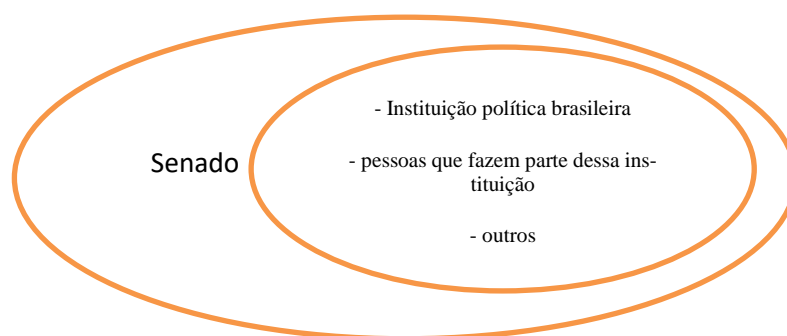 - Instituição política brasileira
Senado
- pessoas que fazem parte dessa ins-
tituição
- outros